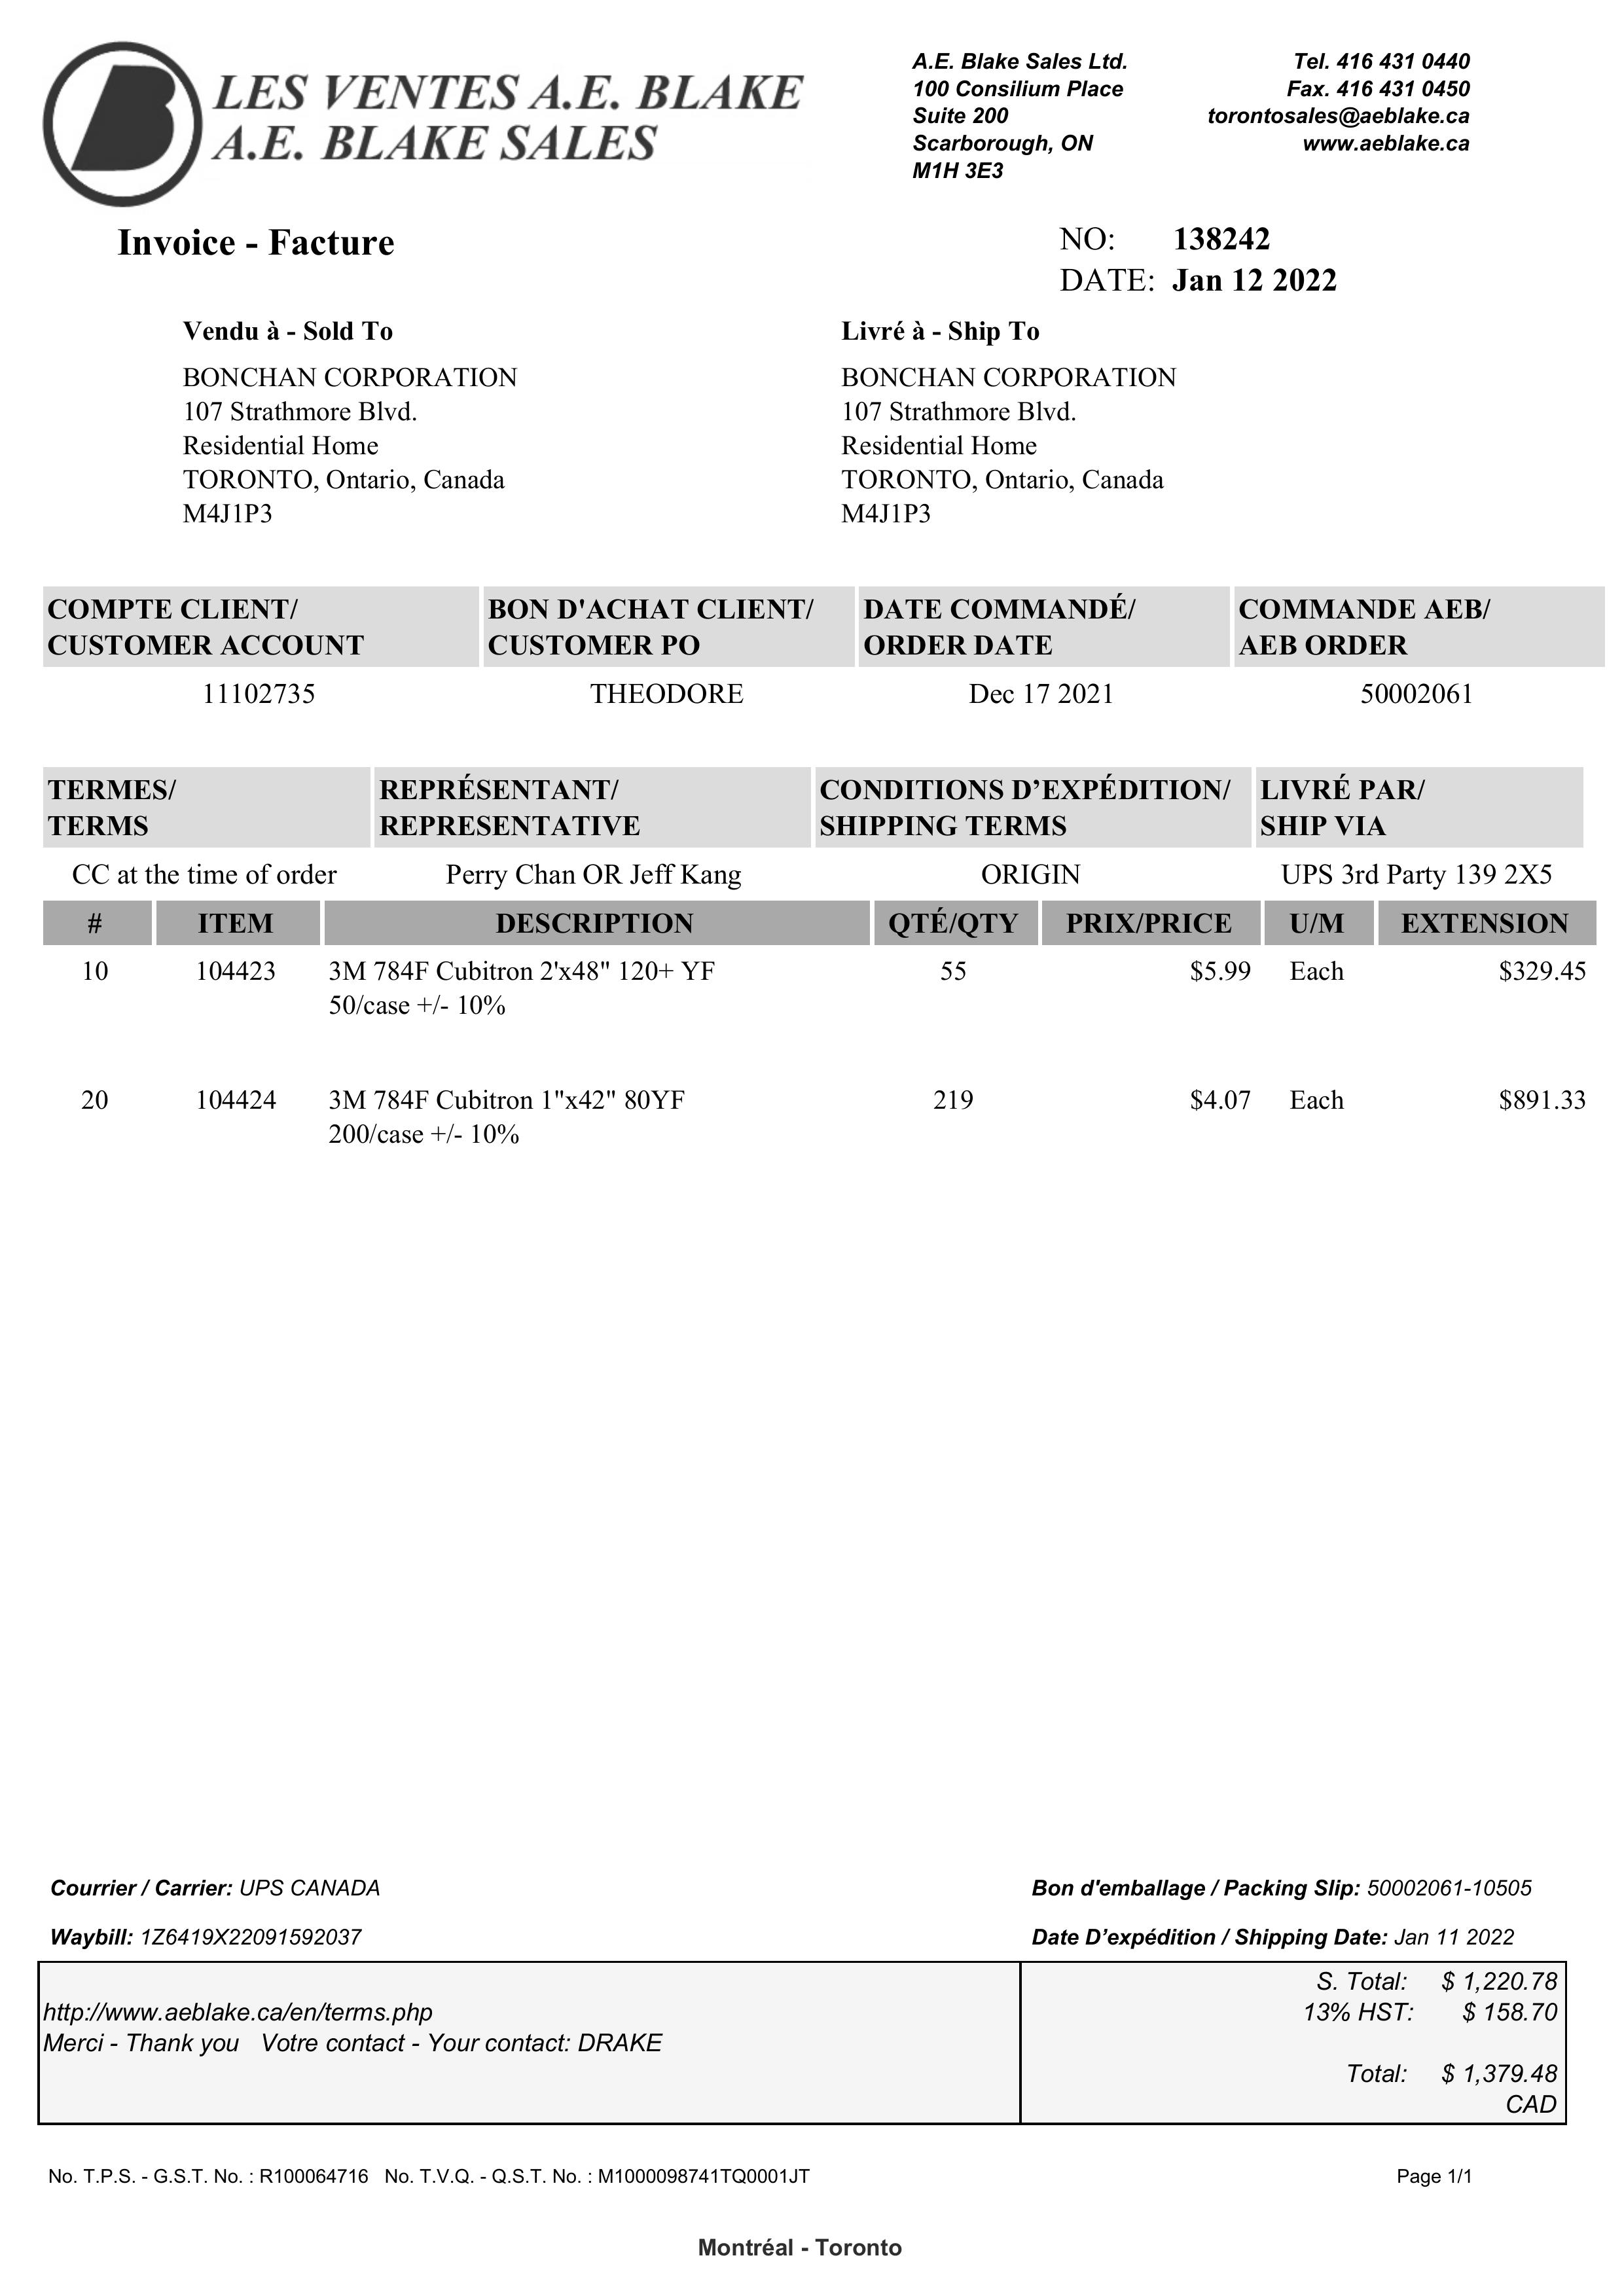 LES VENTES A.E. BLAKE
A.E. BLAKE SALES
A.E. Blake Sales Ltd.
100 Consilium Place
Suite 200
Scarborough, ON
M1H 3E3
Tel. 416 431 0440
Fax. 416 431 0450
torontosales@aeblake.ca
www.aeblake.ca
Invoice - Facture
NO: 138242
DATE: Jan 12 2022
Vendu à - Sold To
BONCHAN CORPORATION
107 Strathmore Blvd.
Residential Home
TORONTO, Ontario, Canada
M4J1P3
Livré à - Ship To
BONCHAN CORPORATION
107 Strathmore Blvd.
Residential Home
TORONTO, Ontario, Canada
M4J1P3
COMPTE CLIENT/ BON D'ACHAT CLIENT/ DATE COMMANDÉ/ COMMANDE AEB/
CUSTOMER ACCOUNT CUSTOMER PO ORDER DATE AEB ORDER
11102735 THEODORE Dec 17 2021 50002061
TERMES/ REPRÉSENTANT/ CONDITIONS D’EXPÉDITION/ LIVRÉ PAR/
TERMS REPRESENTATIVE SHIPPING TERMS SHIP VIA
CC at the time of order Perry Chan OR Jeff Kang ORIGIN UPS 3rd Party 139 2X5
# ITEM DESCRIPTION QTÉ/QTY PRIX/PRICE U/M EXTENSION
10 104423 3M 784F Cubitron 2'x48" 120+ YF 55 $5.99 Each $329.45
50/case +/- 10%
20 104424 3M 784F Cubitron 1"x42" 80YF 219 $4.07 Each $891.33
200/case +/- 10%
Courrier / Carrier: UPS CANADA
Bon d'emballage / Packing Slip: 50002061-10505
Waybill: 1Z6419X22091592037
Date D’expédition / Shipping Date: Jan 11 2022
http://www.aeblake.ca/en/terms.php
Merci - Thank you Votre contact - Your contact: DRAKE
S. Total: $ 1,220.78
13% HST: $ 158.70
Total: $ 1,379.48
CAD
No. T.P.S. - G.S.T. No. : R100064716 No. T.V.Q. - Q.S.T. No. : M1000098741TQ0001JT
Page 1/1
Montréal - Toronto